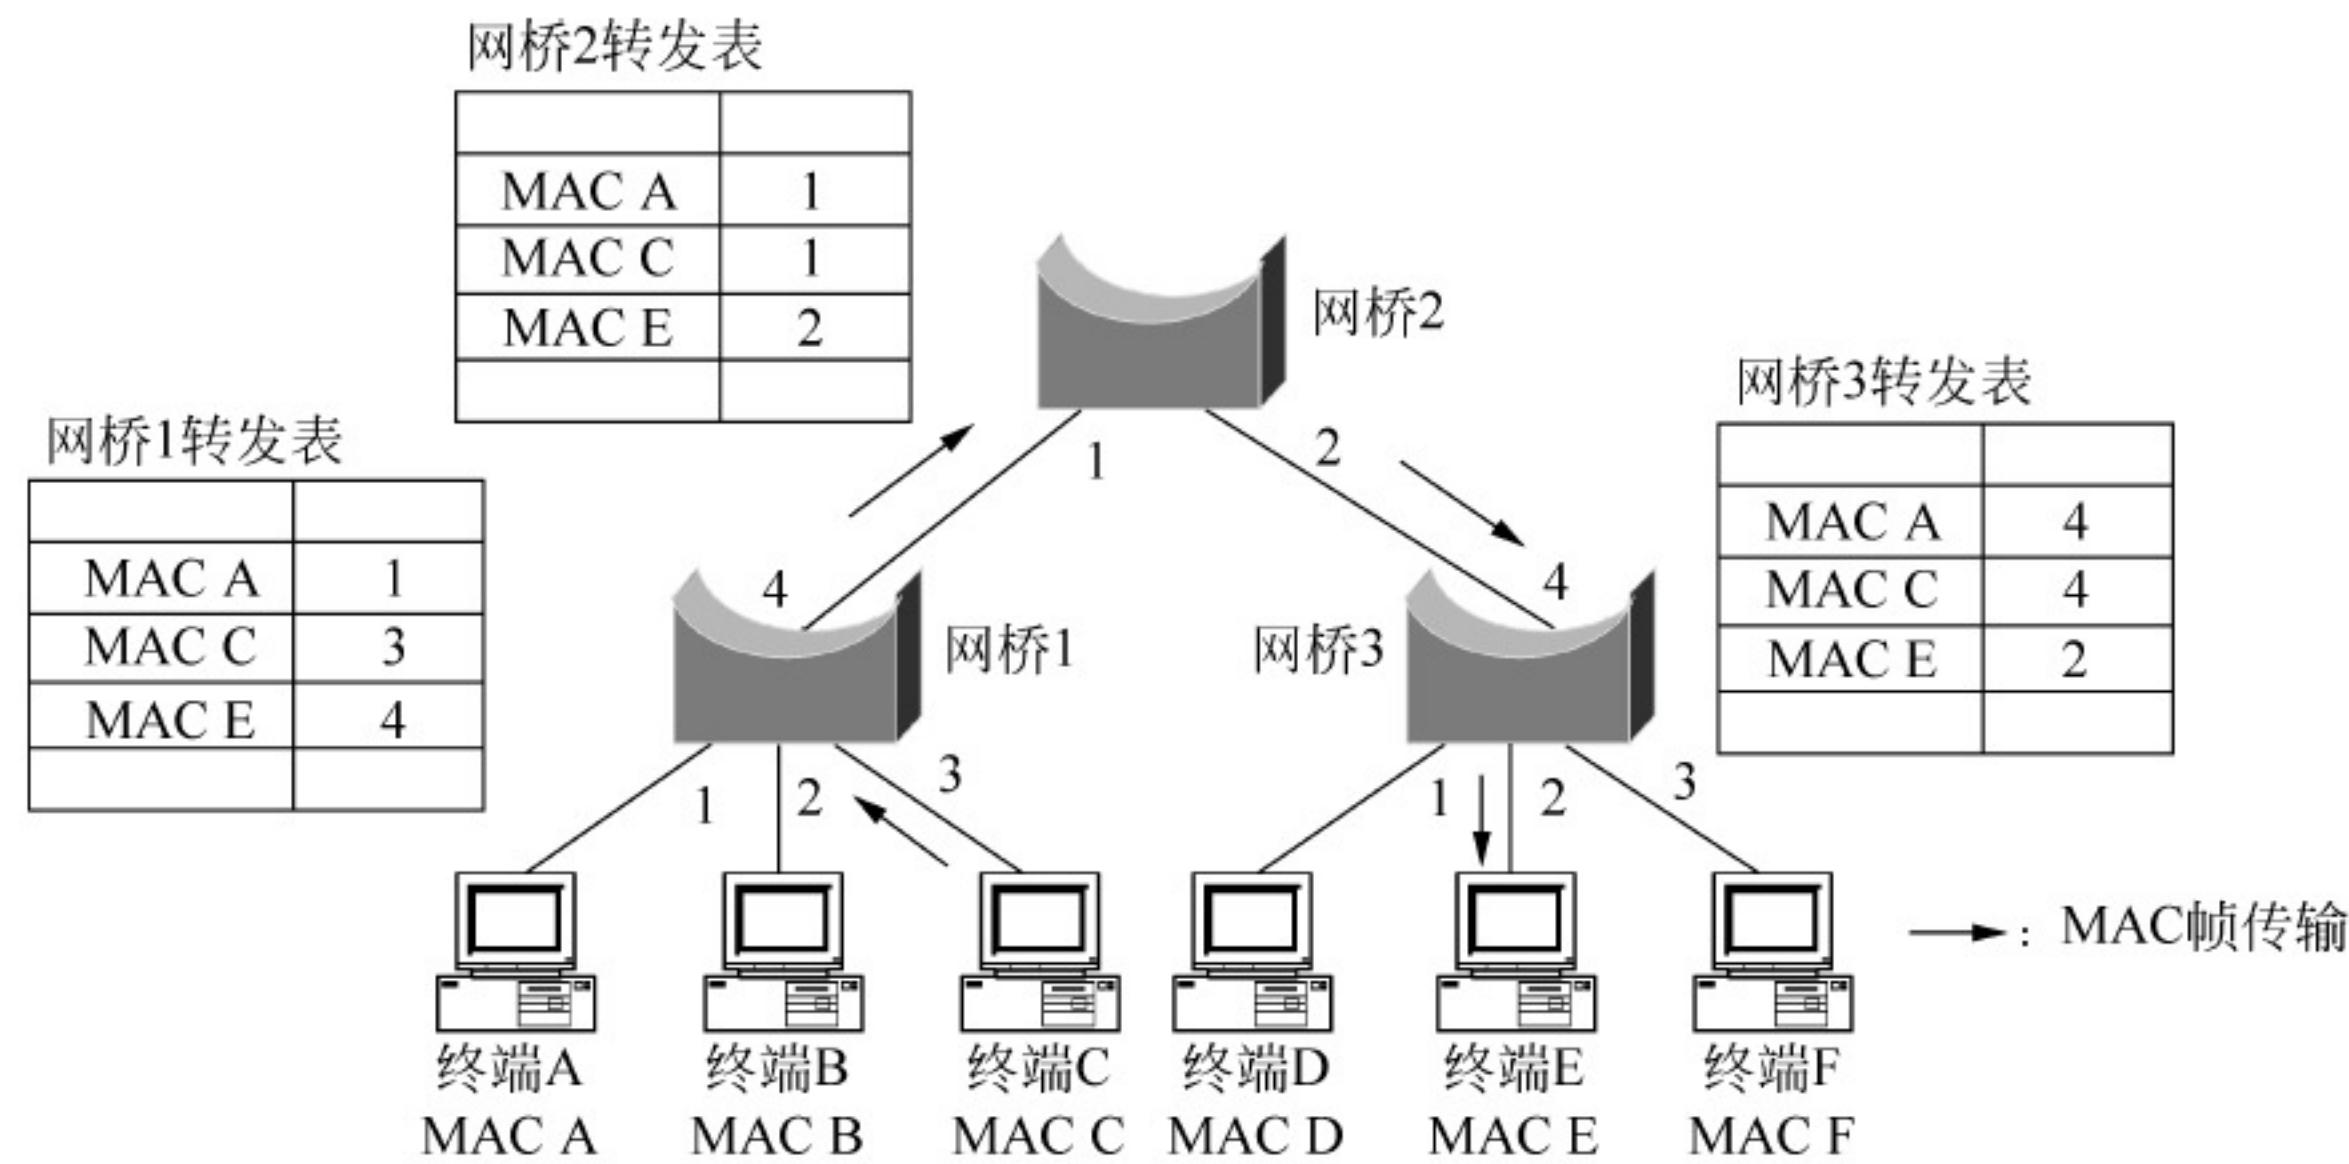 网桥2转发表
MAC A 1
MAC C 1
MAC E 2
网桥2
网桥1转发表
MAC A 1
MAC C 3
MAC E 4
网桥3转发表
MAC A 4
MAC C 4
MAC E 2
1
2
4
4
网桥1
网桥3
1 2 3
1 2 3
：MAC帧传输
终端A 终端B 终端C 终端D 终端E 终端F
MAC A MAC B MAC C MAC D MAC E MAC F